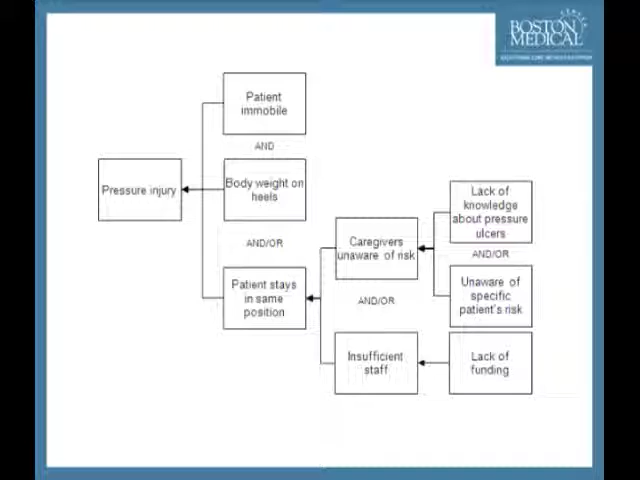 BOSTON
MEDICAL
CENTER
Patient
immobile
AND
Pressure injury
Body weight on
heels
AND/OR
Patient stays
in same
position
Caregivers
unaware of risk
AND/OR
Insufficient
staff
Lack of
knowledge
about pressure
ulcers
AND/OR
Unaware of
specific
patient's risk
Lack of
funding